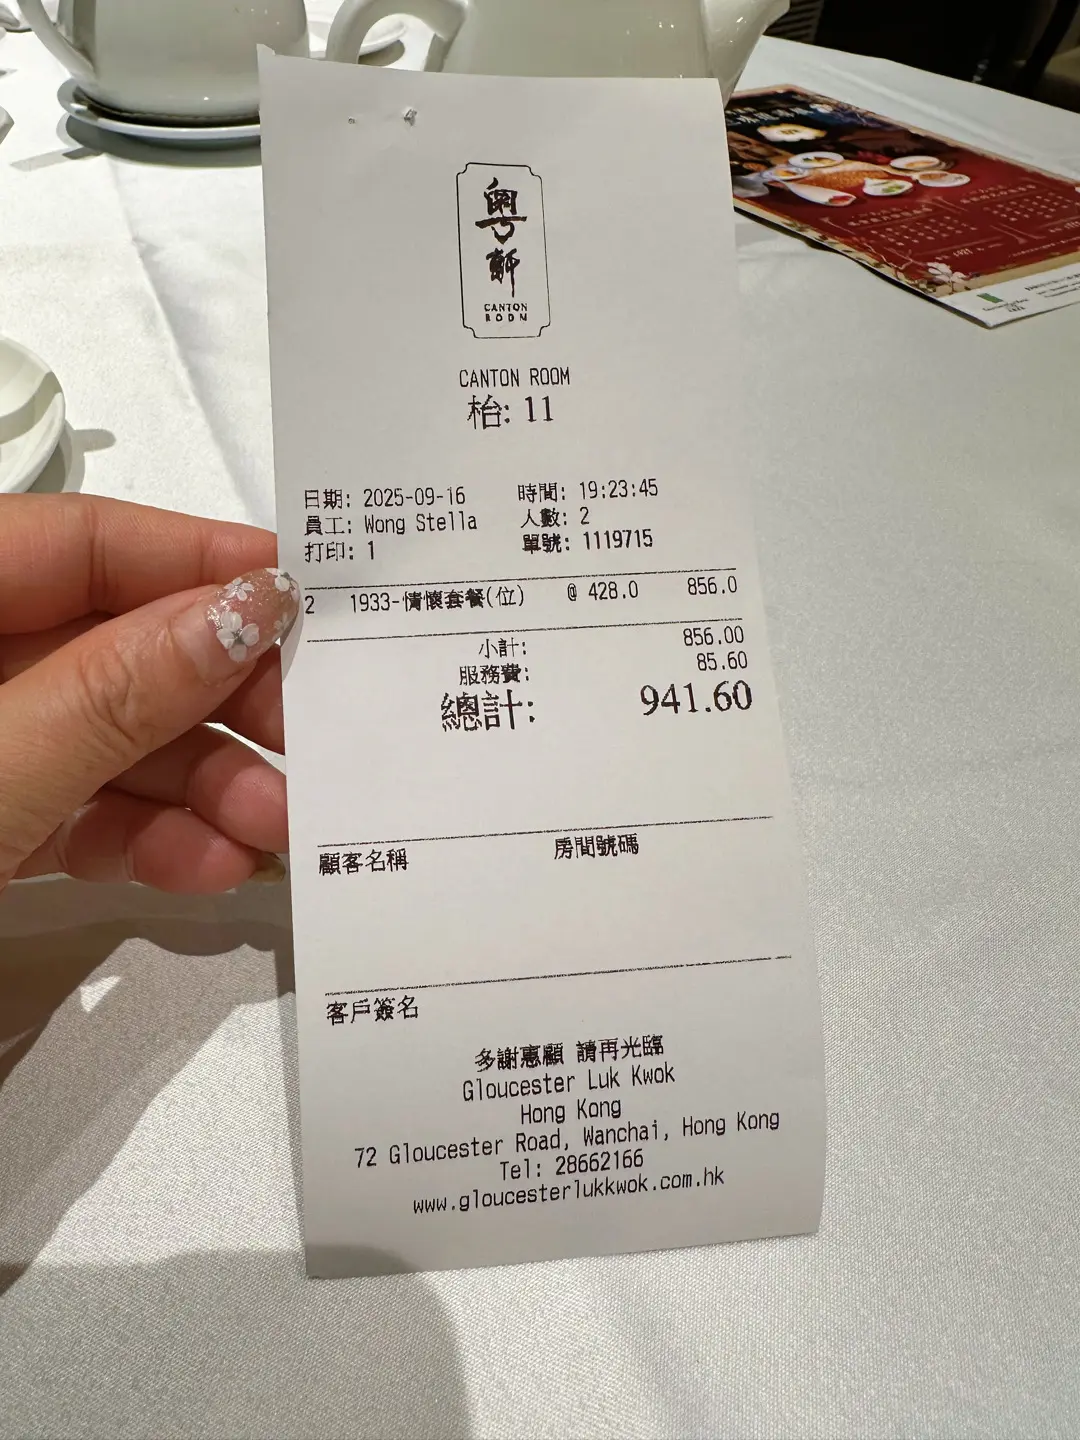 粵軒
CANTON
ROOM
CANTON ROOM
枱: 11
日期: 2025-09-16 時間: 19:23:45
員工: Wong Stella 人數: 2
打印: 1 單號: 1119715
2 1933-情懷套餐(位) @ 428.0 856.0
小計: 856.00
服務費: 85.60
總計: 941.60
顧客名稱 房間號碼
客戶簽名
多謝惠顧 請再光臨
Gloucester Luk Kwok
Hong Kong
72 Gloucester Road, Wanchai, Hong Kong
Tel: 28662166
www.gloucesterlukkwok.com.hk